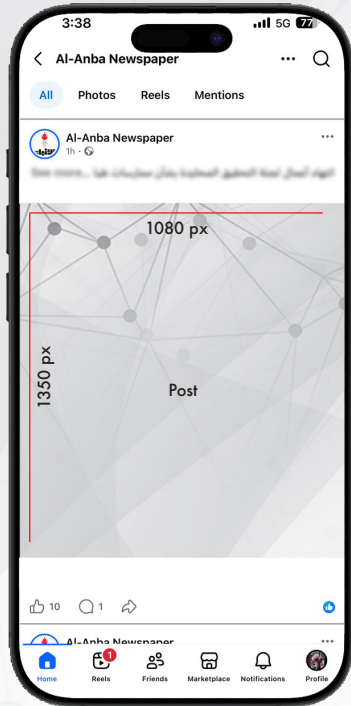 3:38 5G 77
Al-Anba Newspaper
All Photos Reels Mentions
Al-Anba Newspaper
1h
1080 px
1350 px
Post
10 1
Al-Anba Newspaper
1
Home Reels Friends Marketplace Notifications Profile